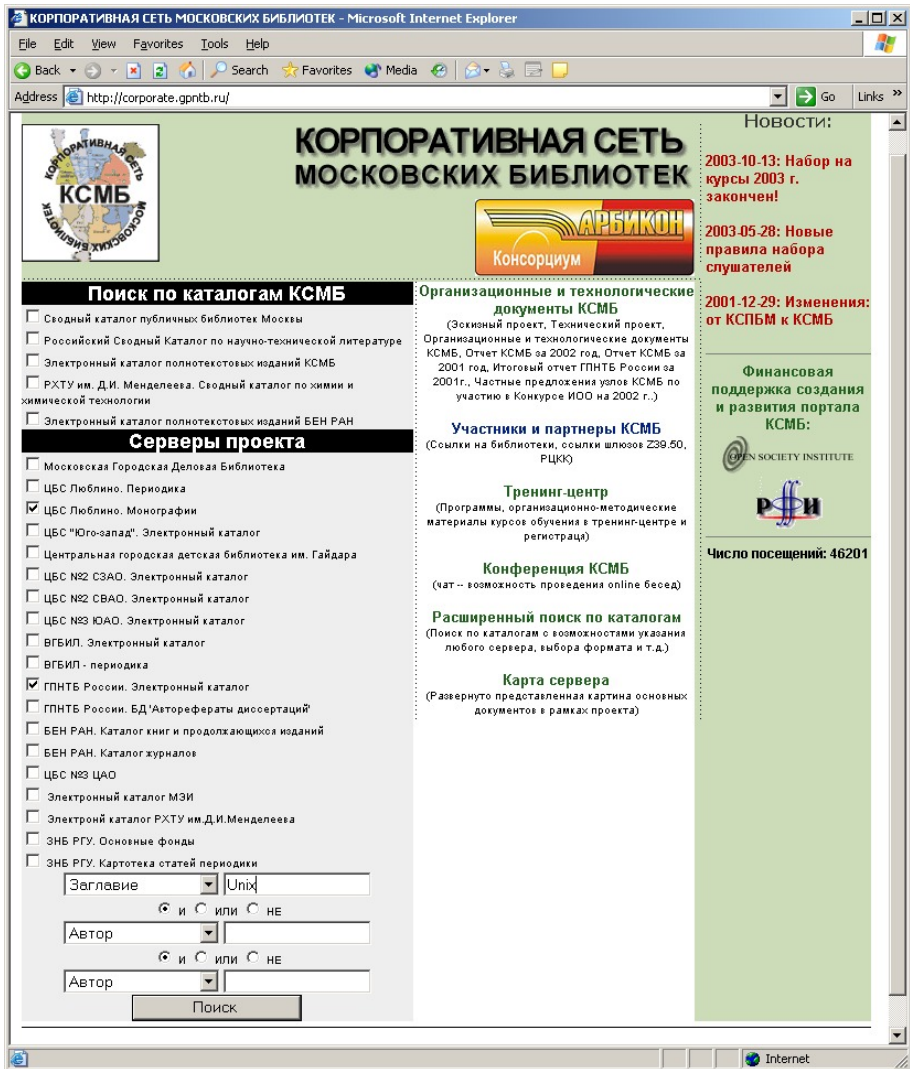 КОРПОРАТИВНАЯ СЕТЬ МОСКОВСКИХ БИБЛИОТЕК - Microsoft Internet Explorer
File Edit View Favorites Tools Help
Back Search Favorites Media
Address http://corporate.gpntb.ru/ Go Links »
КОРПОРАТИВНАЯ МОСКОВСКИХ БИБЛИОТЕК
КСМБ
КОРПОРАТИВНАЯ СЕТЬ
МОСКОВСКИХ БИБЛИОТЕК
АРБИКОН
Консорциум
Поиск по каталогам КСМБ
Сводный каталог публичных библиотек Москвы
Российский Сводный Каталог по научно-технической литературе
Электронный каталог полнотекстовых изданий КСМБ
РХТУ им. Д.И. Менделеева. Сводный каталог по химии и
химической технологии
Электронный каталог полнотекстовых изданий БЕН РАН
Серверы проекта
Московская Городская Деловая Библиотека
ЦБС Люблино. Периодика
ЦБС Люблино. Монографии
ЦБС "Юго-запад". Электронный каталог
Центральная городская детская библиотека им. Гайдара
ЦБС №2 СЗАО. Электронный каталог
ЦБС №2 СВАО. Электронный каталог
ЦБС №3 ЮАО. Электронный каталог
ВГБИЛ. Электронный каталог
ВГБИЛ - периодика
ГПНТБ России. Электронный каталог
ГПНТБ России. БД 'Авторефераты диссертаций'
БЕН РАН. Каталог книг и продолжающихся изданий
БЕН РАН. Каталог журналов
ЦБС №3 ЦАО
Электронный каталог МЭИ
Электроний каталог РХТУ им.Д.И.Менделеева
ЗНБ РГУ. Основные фонды
ЗНБ РГУ. Картотека статей периодики
Заглавие Unix
и или не
Автор
и или не
Автор
Поиск
Организационные и технологические
документы КСМБ
(Эскизный проект, Технический проект,
Организационные и технологические документы
КСМБ, Отчет КСМБ за 2002 год, Отчет КСМБ за
2001 год, Итоговый отчет ГПНТБ России за
2001г., Частные предложения узлов КСМБ по
участию в Конкурсе ИОО на 2002 г..)
Участники и партнеры КСМБ
(Ссылки на библиотеки, ссылки шлюзов Z39.50,
РЦКК)
Тренинг-центр
(Программы, организационно-методические
материалы курсов обучения в тренинг-центре и
регистраця)
Конференция КСМБ
(чат -- возможность проведения online бесед)
Расширенный поиск по каталогам
(Поиск по каталогам с возможностями указания
любого сервера, выбора формата и т.д.)
Карта сервера
(Развернуто представленная картина основных
документов в рамках проекта)
Новости:
2003-10-13: Набор на
курсы 2003 г.
закончен!
2003-05-28: Новые
правила набора
слушателей
2001-12-29: Изменения:
от КСПБМ к КСМБ
Финансовая
поддержка создания
и развития портала
КСМБ:
OPEN SOCIETY INSTITUTE
РФФИ
Число посещений: 46201
Internet